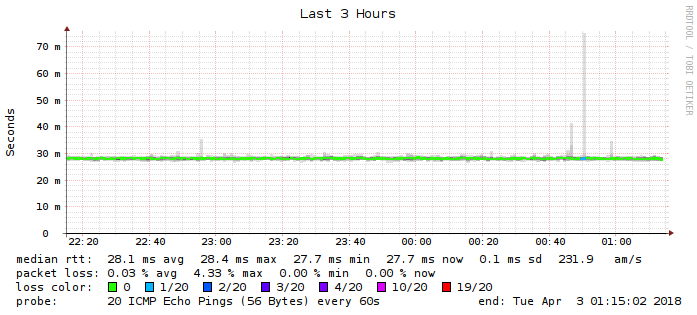 Last 3 Hours
RRDTOOL / TOBI OETIKER
Seconds
70 m
60 m
50 m
40 m
30 m
20 m
10 m
0
22:20 22:40 23:00 23:20 23:40 00:00 00:20 00:40 01:00
median rtt: 28.1 ms avg 28.4 ms max 27.7 ms min 27.7 ms now 0.1 ms sd 231.9 am/s
packet loss: 0.03 % avg 4.33 % max 0.00 % min 0.00 % now
loss color: 0 1/20 2/20 3/20 4/20 10/20 19/20
probe: 20 ICMP Echo Pings (56 Bytes) every 60s end: Tue Apr 3 01:15:02 2018